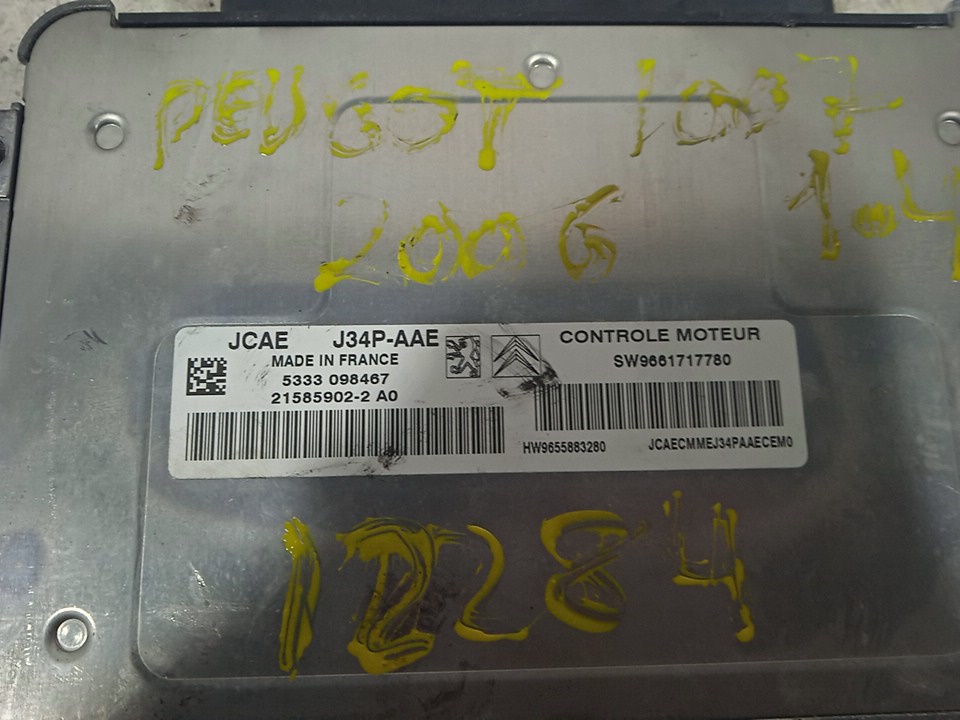 PEUGOT 1007
2006 1.4
JCAE J34P-AAE
MADE IN FRANCE
5333 098467
21585902-2 A0
CONTROLE MOTEUR
SW9661717780
HW9655883280 JCAECMMEJ34PAAECEM0
12284